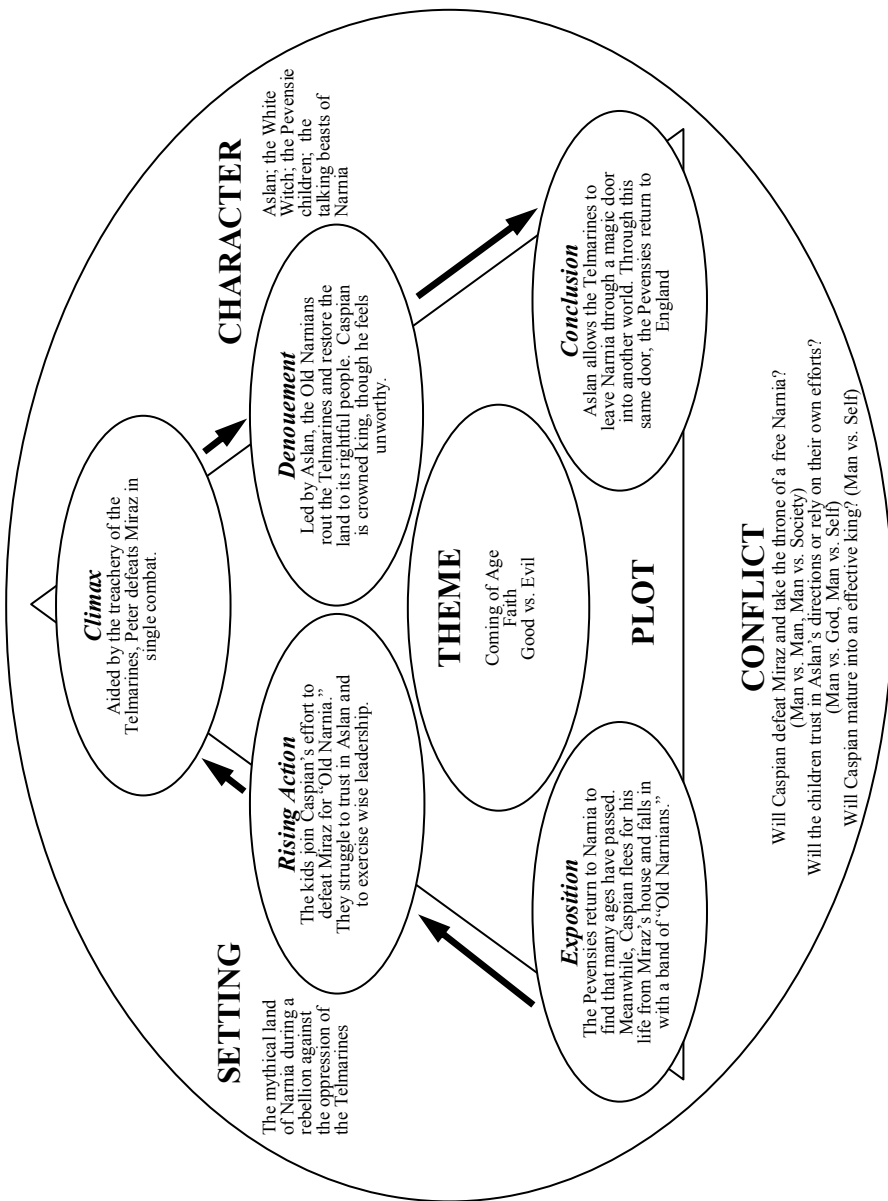 SETTING
The mythical land
of Narnia during a
rebellion against
the oppression of
the Telmarines
Climax
Aided by the treachery of the
Telmarines, Peter defeats Miraz in
single combat.
CHARACTER
Aslan; the White
Witch; the Pevensie
children; the
talking beasts of
Narnia
Rising Action
The kids join Caspian’s effort to
defeat Miraz for “Old Narnia.”
They struggle to trust in Aslan and
to exercise wise leadership.
Denouement
Led by Aslan, the Old Narnians
rout the Telmarines and restore the
land to its rightful people. Caspian
is crowned king, though he feels
unworthy.
THEME
Coming of Age
Faith
Good vs. Evil
Exposition
The Pevensies return to Narnia to
find that many ages have passed.
Meanwhile, Caspian flees for his
life from Miraz’s house and falls in
with a band of “Old Narnians.”
Conclusion
Aslan allows the Telmarines to
leave Narnia through a magic door
into another world. Through this
same door, the Pevensies return to
England
PLOT
CONFLICT
Will Caspian defeat Miraz and take the throne of a free Narnia?
(Man vs. Man, Man vs. Society)
Will the children trust in Aslan’s directions or rely on their own efforts?
(Man vs. God, Man vs. Self)
Will Caspian mature into an effective king? (Man vs. Self)